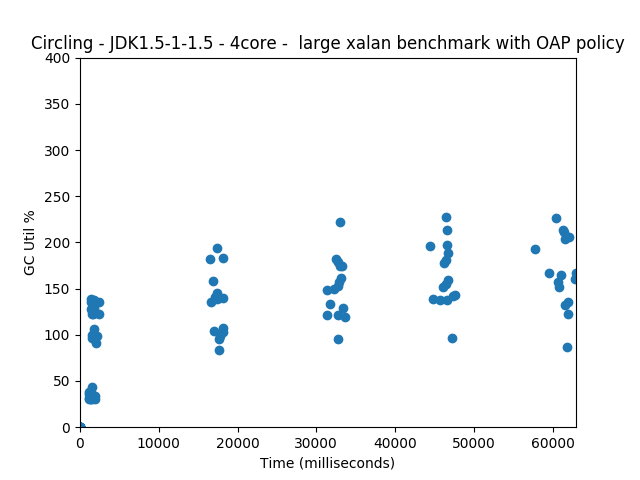 Circling - JDK1.5-1-1.5 - 4core -  large xalan benchmark with OAP policy
400
350
300
250
200
150
100
50
0
GC Util %
0 10000 20000 30000 40000 50000 60000
Time (milliseconds)